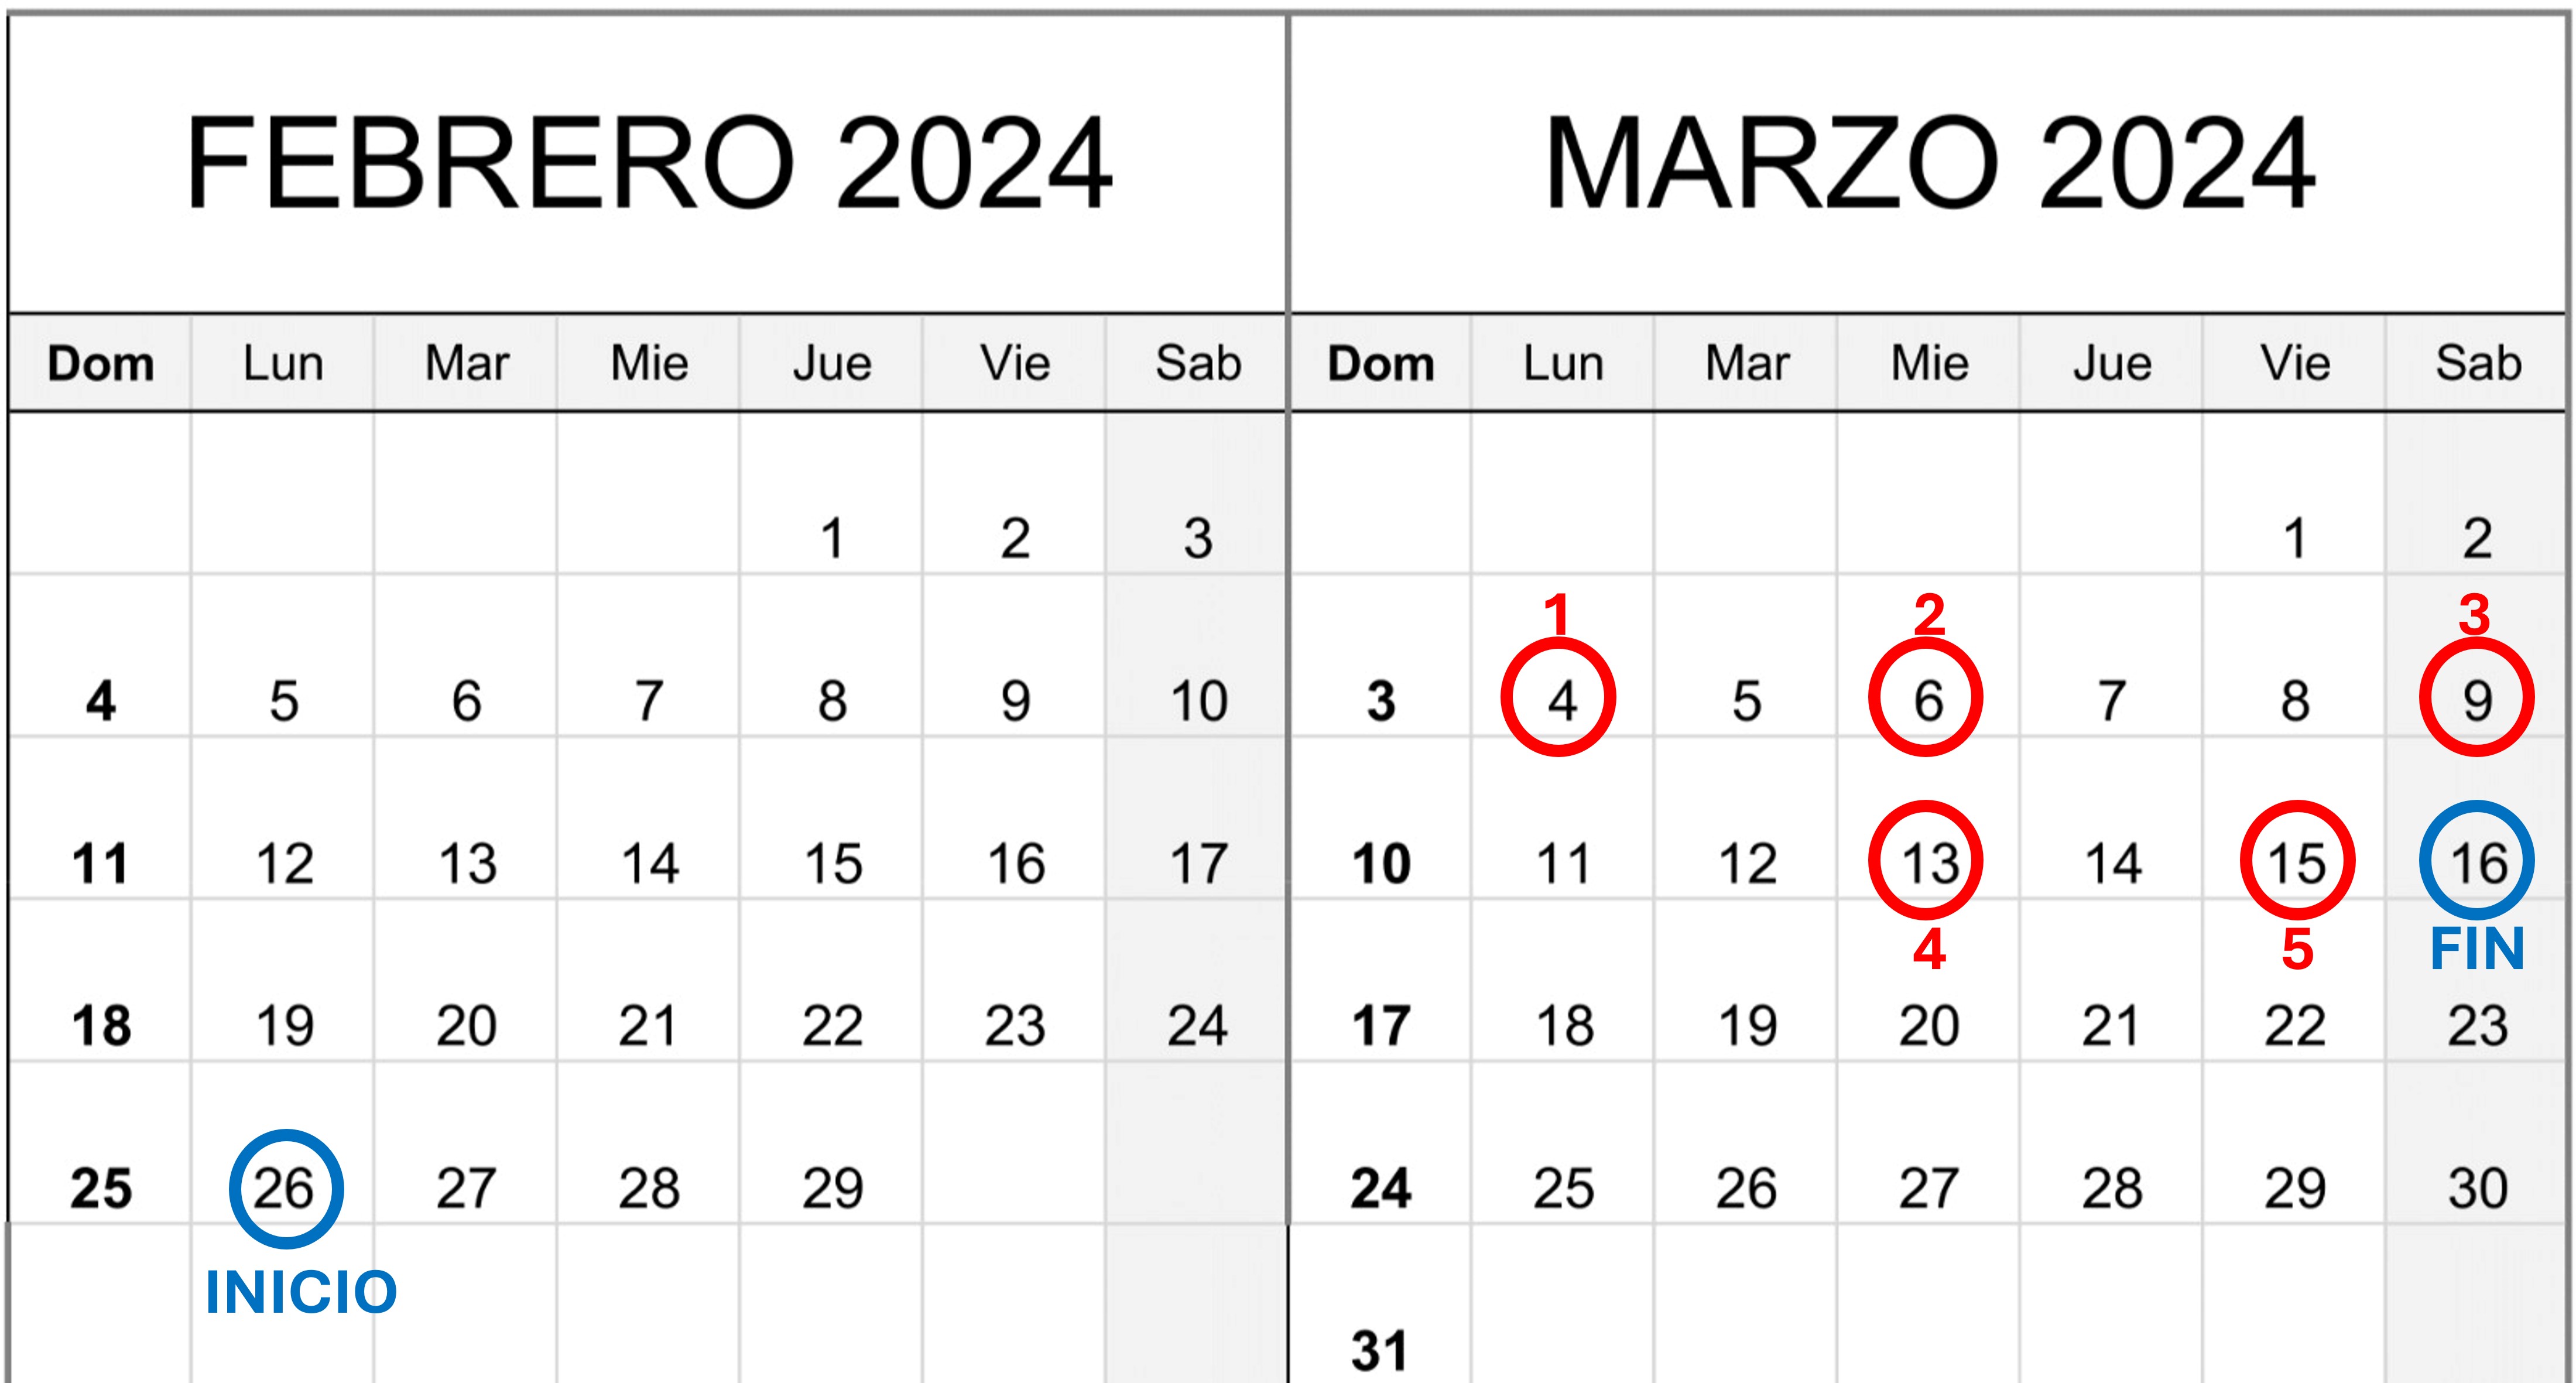 FEBRERO 2024 MARZO 2024
Dom Lun Mar Mie Jue Vie Sab Dom Lun Mar Mie Jue Vie Sab
1 2 3 1 2
1 2 3
4 5 6 7 8 9 10 3 4 5 6 7 8 9
11 12 13 14 15 16 17 10 11 12 13 14 15 16
4 5 FIN
18 19 20 21 22 23 24 17 18 19 20 21 22 23
25 26 27 28 29 24 25 26 27 28 29 30
INICIO
31